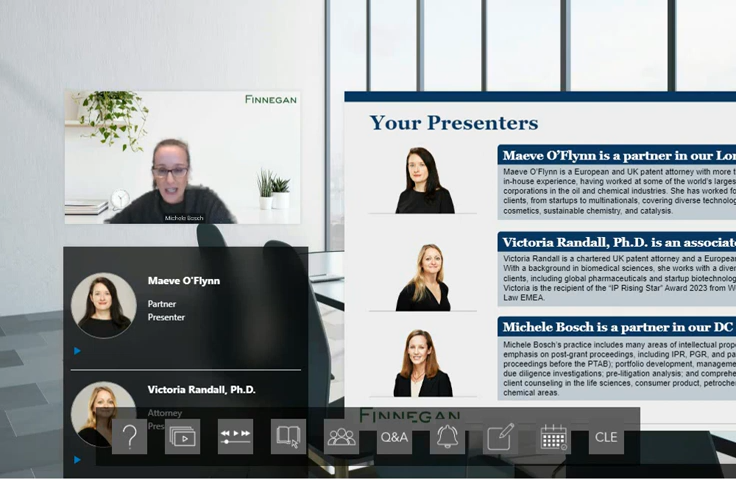 FINNEGAN
Michele Bosch
Your Presenters
Maeve O'Flynn is a partner in our Lon
Maeve O'Flynn is a European and UK patent attorney with more t
in-house experience, having worked at some of the world's larges
corporations in the oil and chemical industries. She has worked fo
clients, from startups to multinationals, covering diverse technolog
cosmetics, sustainable chemistry, and catalysis.
Victoria Randall, Ph.D. is an associate
Victoria Randall is a chartered UK patent attorney and a European
With a background in biomedical sciences, she works with a diver
clients, including global pharmaceuticals and startup biotechnolog
Victoria is the recipient of the "IP Rising Star" Award 2023 from W
Law EMEA.
Michele Bosch is a partner in our DC
Michele Bosch's practice includes many areas of intellectual prope
emphasis on post-grant proceedings, including IPR, PGR, and pa
proceedings before the PTAB); portfolio development, manageme
due diligence investigations; pre-litigation analysis; and comprehe
client counseling in the life sciences, consumer product, petroche
chemical areas.
FINNEGAN
Maeve O'Flynn
Partner
Presenter
Victoria Randall, Ph.D.
Attorney
Pres
?
Q&A
CLE